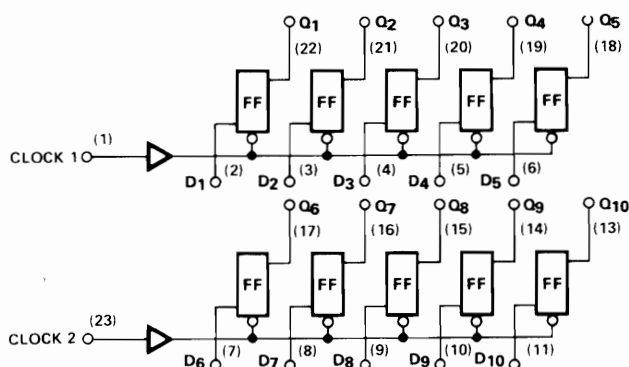 Q1 Q2 Q3 Q4 Q5
(22) (21) (20) (19) (18)
FF FF FF FF FF
(1)
CLOCK 1
(2) (3) (4) (5) (6)
D1 D2 D3 D4 D5
Q6 Q7 Q8 Q9 Q10
(17) (16) (15) (14) (13)
FF FF FF FF FF
(23)
CLOCK 2
D6 (7) D7 (8) D8 (9) D9 (10) D10 (11)